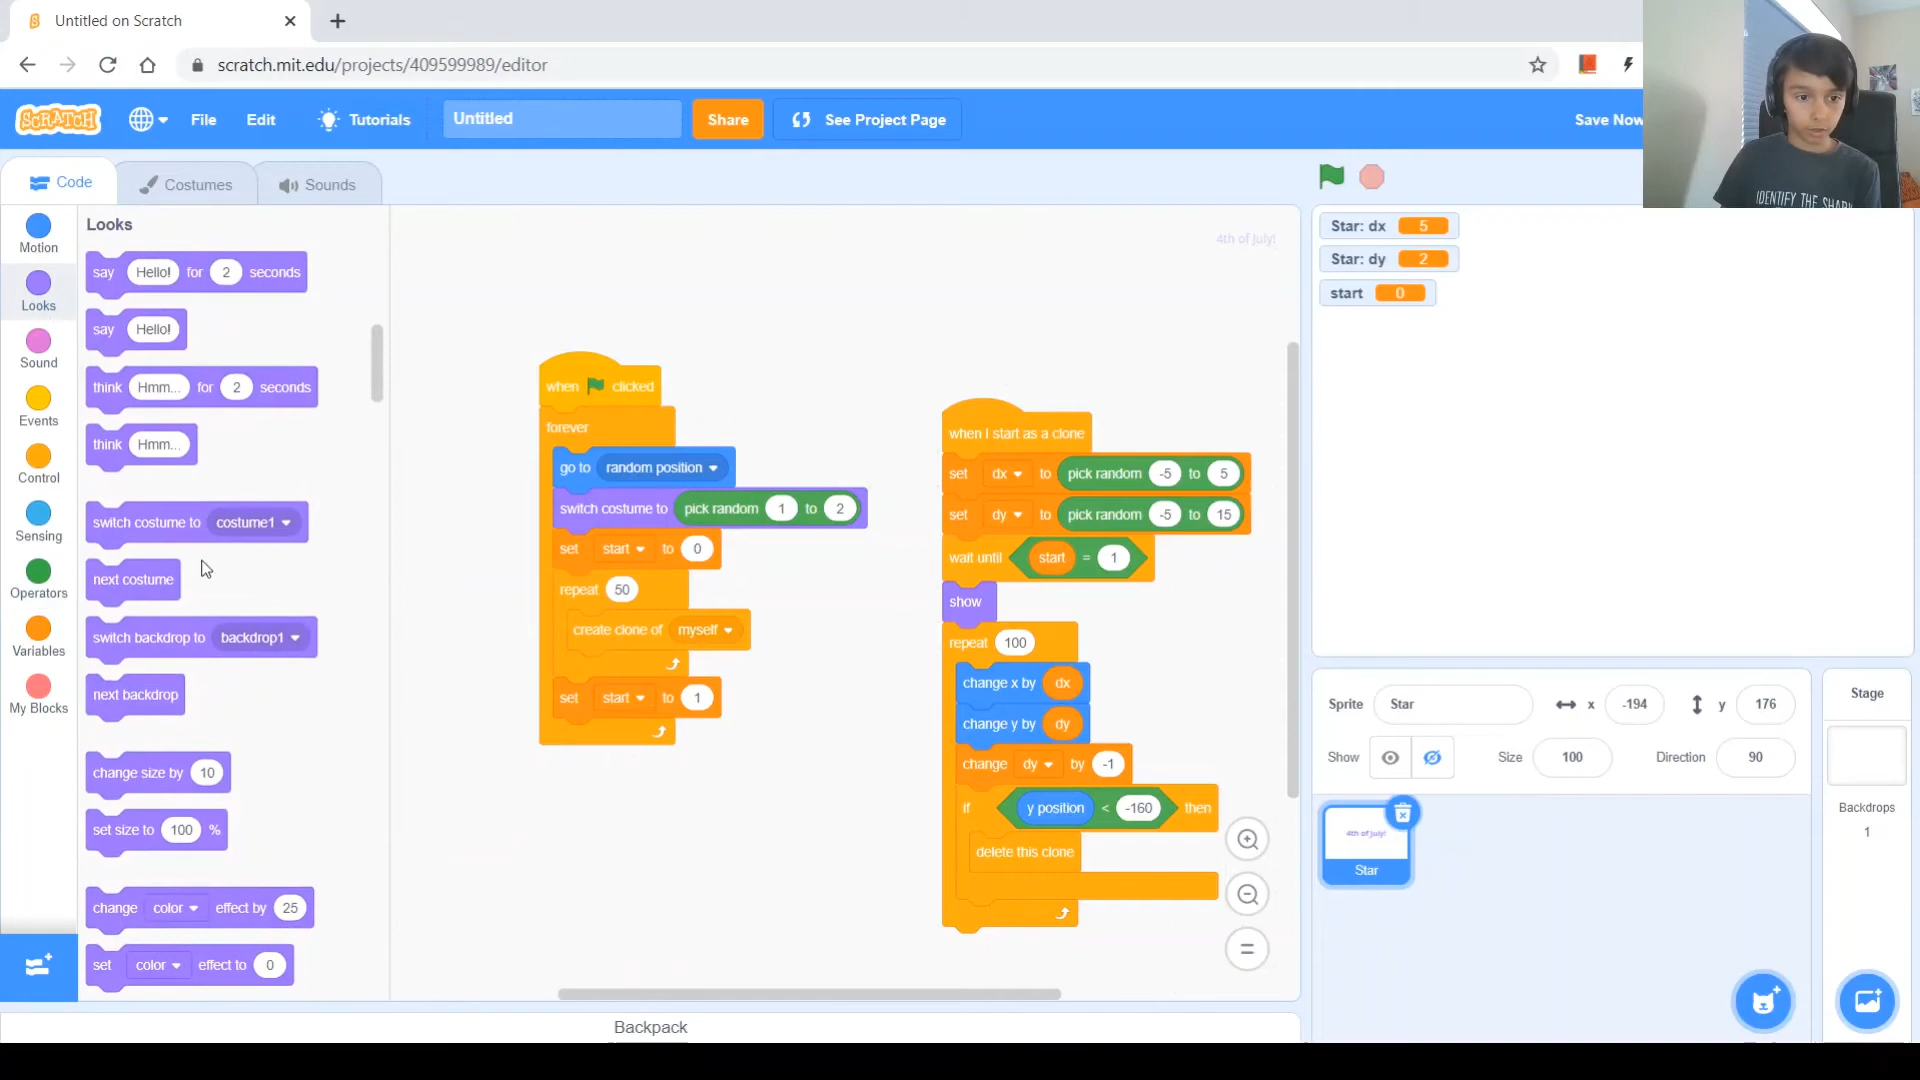 Untitled on Scratch
scratch.mit.edu/projects/409599989/editor
SCRATCH
File
Edit
Tutorials
Untitled
Share
See Project Page
Save Now
IDENTIFY THE SHARK
Code
Costumes
Sounds
Motion
Looks
Sound
Events
Control
Sensing
Operators
Variables
My Blocks
Looks
say Hello! for 2 seconds
say Hello!
think Hmm... for 2 seconds
think Hmm...
switch costume to costume1
next costume
switch backdrop to backdrop1
next backdrop
change size by 10
set size to 100 %
change color effect by 25
set color effect to 0
4th of July!
when clicked
forever
go to random position
switch costume to pick random 1 to 2
set start to 0
repeat 50
create clone of myself
set start to 1
when I start as a clone
set dx to pick random -5 to 5
set dy to pick random -5 to 15
wait until start = 1
show
repeat 100
change x by dx
change y by dy
change dy by -1
if y position < -160 then
delete this clone
Backpack
Star: dx 5
Star: dy 2
start 0
Sprite Star x -194 y 176
Show Size 100 Direction 90
4th of July!
Star
Stage
Backdrops
1